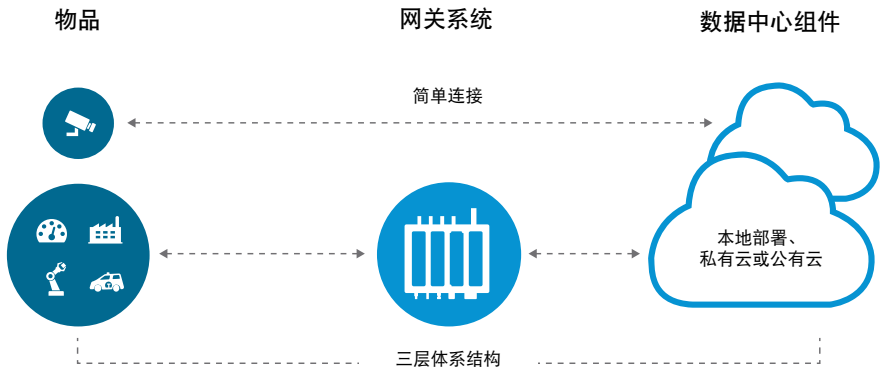 物品
网关系统
数据中心组件
简单连接
本地部署、
私有云或公有云
三层体系结构